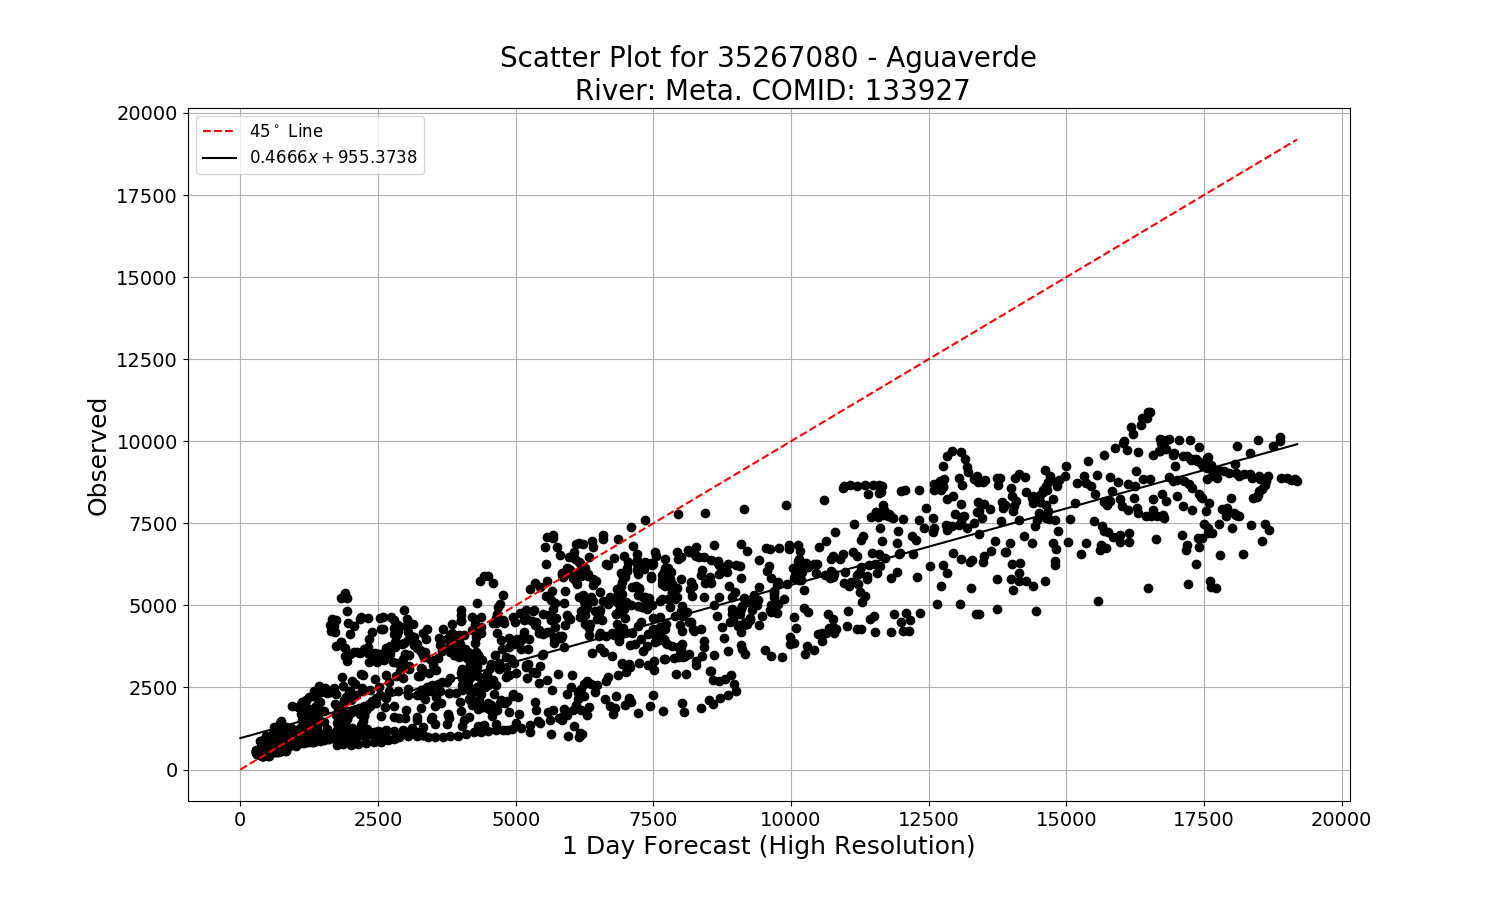 Scatter Plot for 35267080 - Aguaverde
River: Meta. COMID: 133927
45° Line
0.4666x + 955.3738
20000
17500
15000
12500
10000
7500
5000
2500
0
Observed
0 2500 5000 7500 10000 12500 15000 17500 20000
1 Day Forecast (High Resolution)